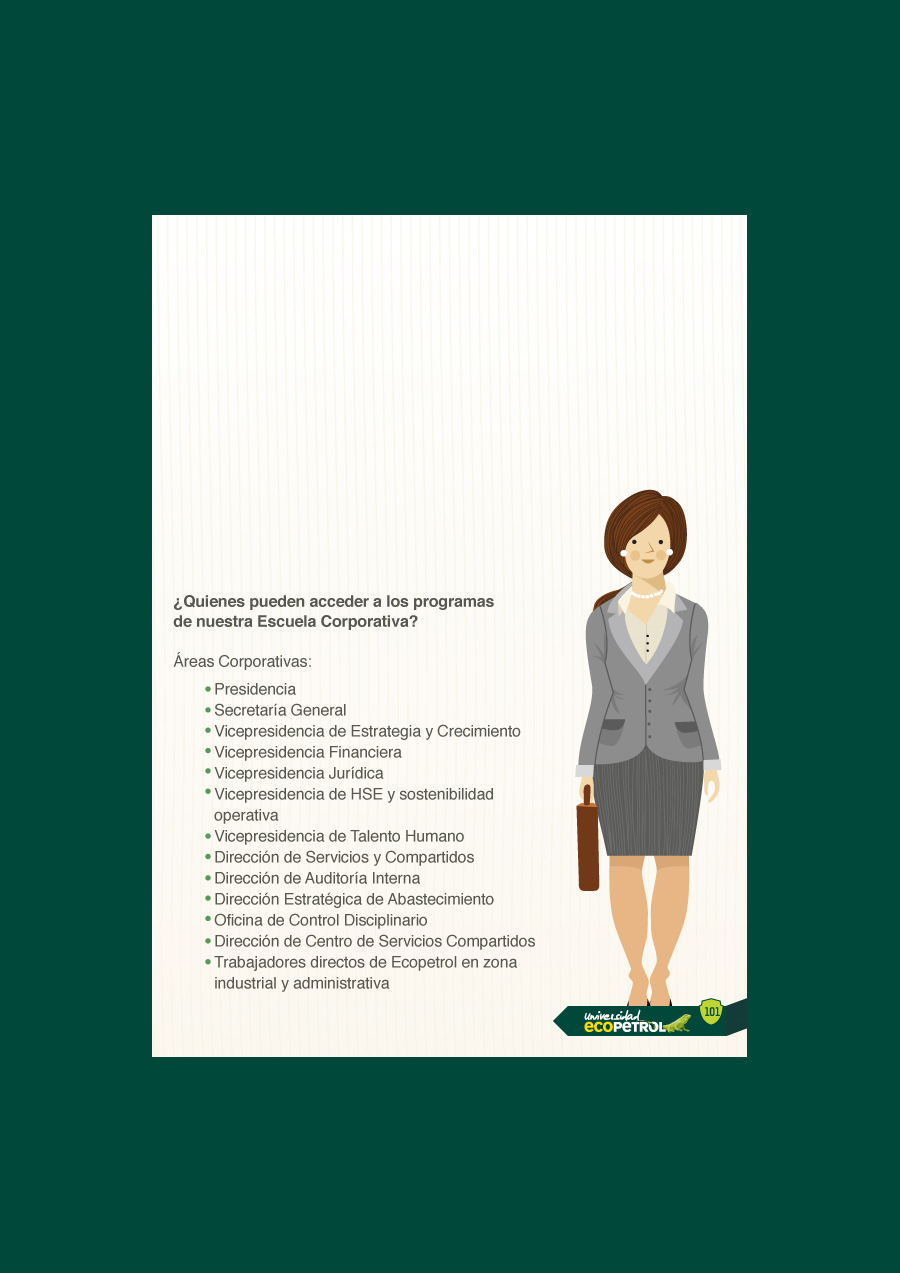 ¿Quienes pueden acceder a los programas
de nuestra Escuela Corporativa?
Áreas Corporativas:
• Presidencia
• Secretaría General
• Vicepresidencia de Estrategia y Crecimiento
• Vicepresidencia Financiera
• Vicepresidencia Jurídica
• Vicepresidencia de HSE y sostenibilidad
operativa
• Vicepresidencia de Talento Humano
• Dirección de Servicios y Compartidos
• Dirección de Auditoría Interna
• Dirección Estratégica de Abastecimiento
• Oficina de Control Disciplinario
• Dirección de Centro de Servicios Compartidos
• Trabajadores directos de Ecopetrol en zona
industrial y administrativa
universidad
ecoPETROL
101